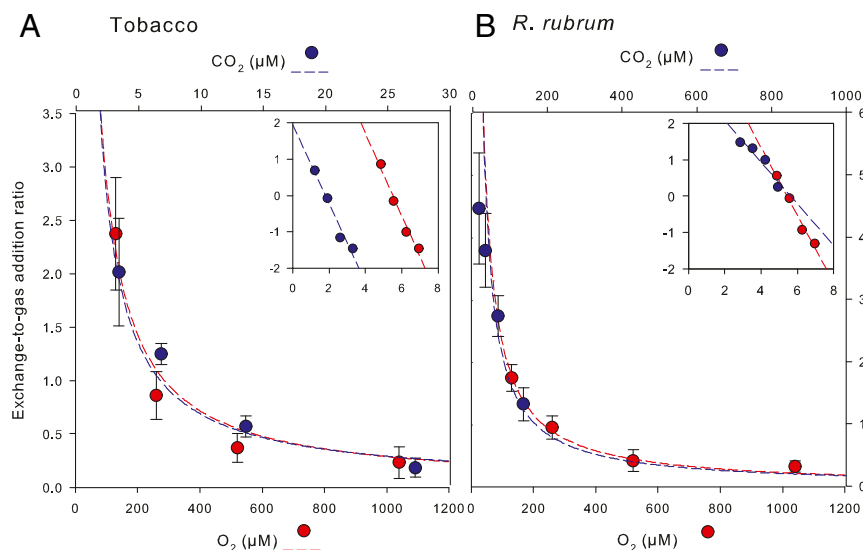 A Tobacco B R. rubrum
CO2 (µM) CO2 (µM)
0 5 10 15 20 25 30 0 200 400 600 800 1000
3.5 3.0 2.5 2.0 1.5 1.0 0.5 0.0
Exchange-to-gas addition ratio
2 1 0 -1 -2
0 2 4 6 8
2 1 0 -1 -2
0 2 4 6 8
6 5 4 3 2 1 0
0 200 400 600 800 1000 1200 0 200 400 600 800 1000 1200
O2 (µM) O2 (µM)